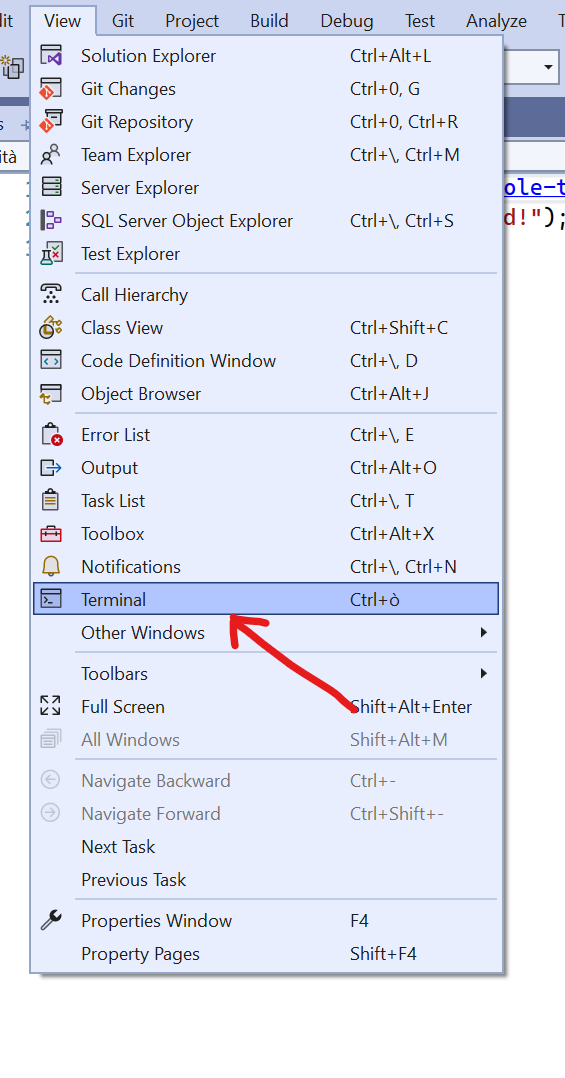 View Git Project Build Debug Test Analyze
Solution Explorer Ctrl+Alt+L
Git Changes Ctrl+0, G
Git Repository Ctrl+0, Ctrl+R
Team Explorer Ctrl+\, Ctrl+M
Server Explorer
SQL Server Object Explorer Ctrl+\, Ctrl+S
Test Explorer
Call Hierarchy
Class View Ctrl+Shift+C
Code Definition Window Ctrl+\, D
Object Browser Ctrl+Alt+J
Error List Ctrl+\, E
Output Ctrl+Alt+O
Task List Ctrl+\, T
Toolbox Ctrl+Alt+X
Notifications Ctrl+\, Ctrl+N
Terminal Ctrl+ò
Other Windows
Toolbars
Full Screen Shift+Alt+Enter
All Windows Shift+Alt+M
Navigate Backward Ctrl+-
Navigate Forward Ctrl+Shift+-
Next Task
Previous Task
Properties Window F4
Property Pages Shift+F4